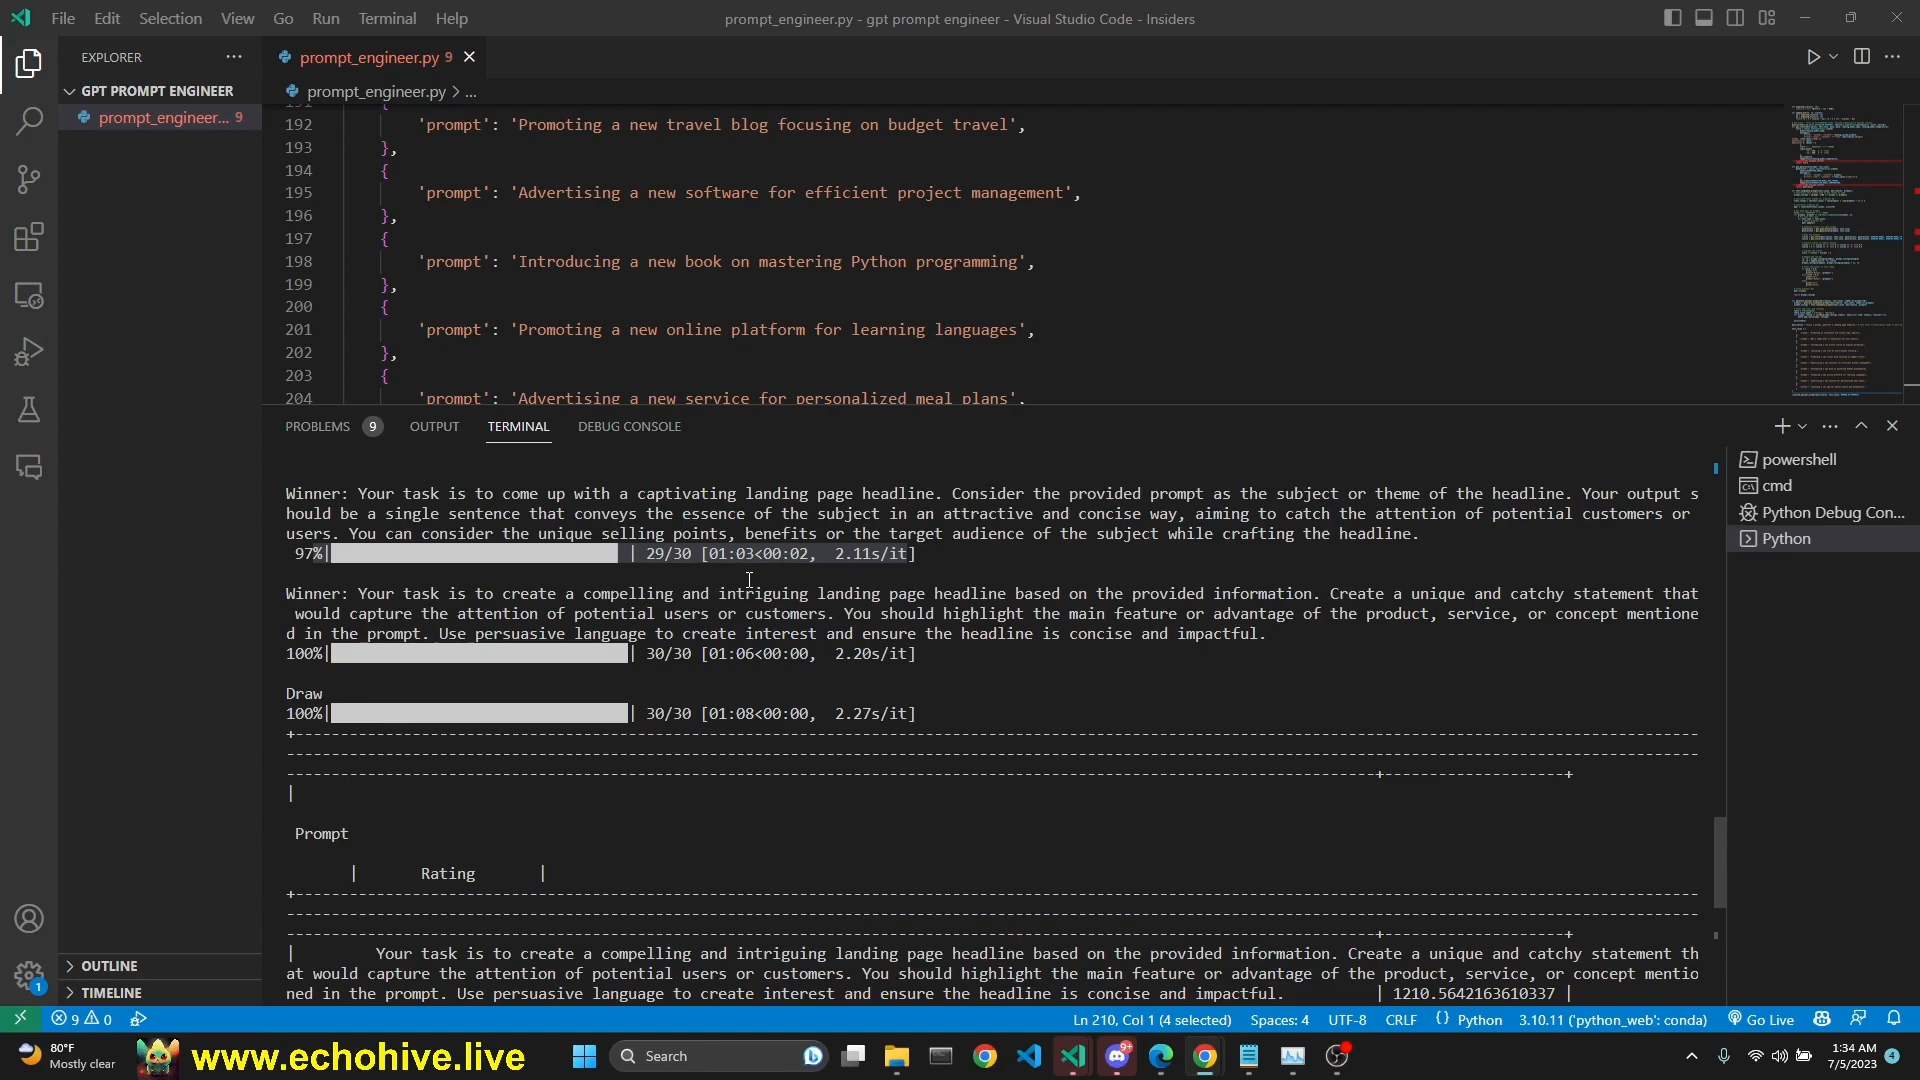 File Edit Selection View Go Run Terminal Help
prompt_engineer.py - gpt prompt engineer - Visual Studio Code - Insiders
EXPLORER
GPT PROMPT ENGINEER
prompt_engineer... 9
prompt_engineer.py 9
prompt_engineer.py > ...
191 {
192 'prompt': 'Promoting a new travel blog focusing on budget travel',
193 },
194 {
195 'prompt': 'Advertising a new software for efficient project management',
196 },
197 {
198 'prompt': 'Introducing a new book on mastering Python programming',
199 },
200 {
201 'prompt': 'Promoting a new online platform for learning languages',
202 },
203 {
204 'prompt': 'Advertising a new service for personalized meal plans',
PROBLEMS 9 OUTPUT TERMINAL DEBUG CONSOLE
powershell
cmd
Python Debug Con...
Python
Winner: Your task is to come up with a captivating landing page headline. Consider the provided prompt as the subject or theme of the headline. Your output s
hould be a single sentence that conveys the essence of the subject in an attractive and concise way, aiming to catch the attention of potential customers or
users. You can consider the unique selling points, benefits or the target audience of the subject while crafting the headline.
97%| | 29/30 [01:03<00:02, 2.11s/it]
Winner: Your task is to create a compelling and intriguing landing page headline based on the provided information. Create a unique and catchy statement that
would capture the attention of potential users or customers. You should highlight the main feature or advantage of the product, service, or concept mentione
d in the prompt. Use persuasive language to create interest and ensure the headline is concise and impactful.
100%| | 30/30 [01:06<00:00, 2.20s/it]
Draw
100%| | 30/30 [01:08<00:00, 2.27s/it]
|
Prompt
| Rating |
| Your task is to create a compelling and intriguing landing page headline based on the provided information. Create a unique and catchy statement th
at would capture the attention of potential users or customers. You should highlight the main feature or advantage of the product, service, or concept mentio
ned in the prompt. Use persuasive language to create interest and ensure the headline is concise and impactful. | 1210.5642163610337 |
OUTLINE
TIMELINE
1
9 0
Ln 210, Col 1 (4 selected) Spaces: 4 UTF-8 CRLF {} Python 3.10.11 ('python_web': conda) Go Live
80°F
Mostly clear
www.echohive.live
Search
9+
1:34 AM
7/5/2023
4